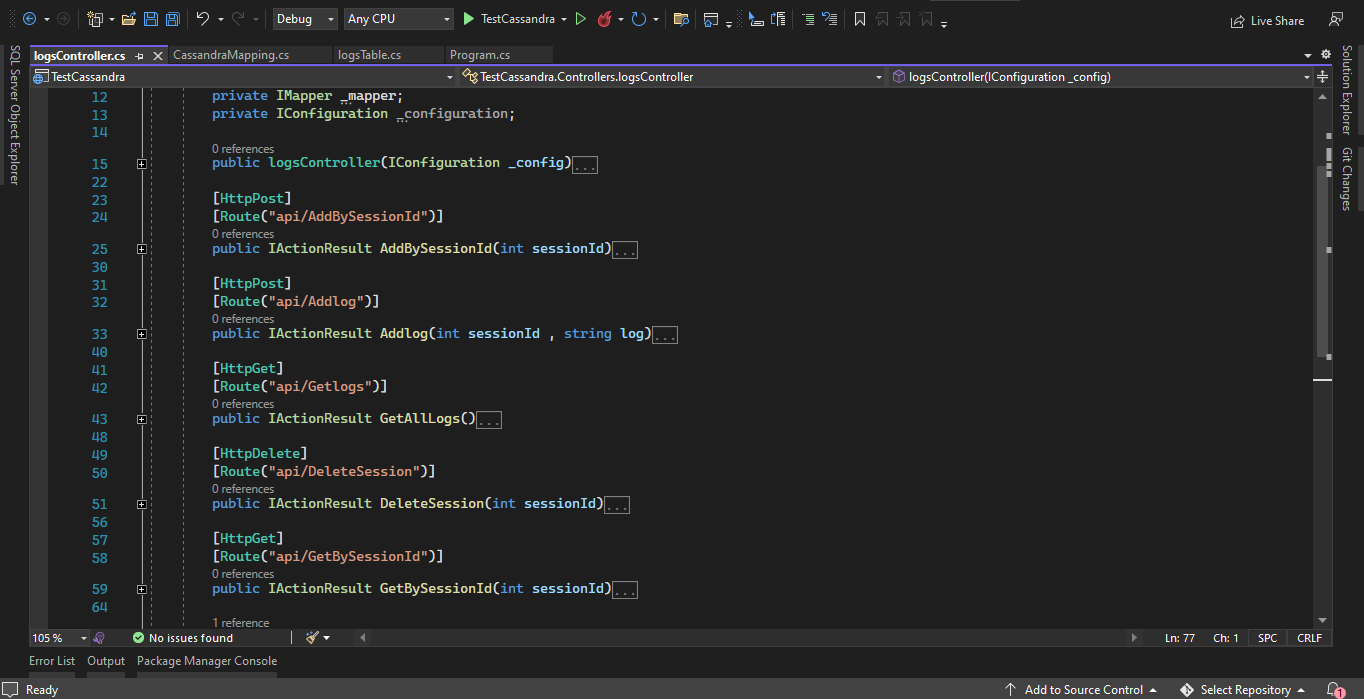 Debug Any CPU TestCassandra Live Share
logsController.cs CassandraMapping.cs logsTable.cs Program.cs
TestCassandra TestCassandra.Controllers.logsController logsController(IConfiguration _config)
SQL Server Object Explorer
Solution Explorer
Git Changes
12 private IMapper _mapper;
13 private IConfiguration _configuration;
14
0 references
15 public logsController(IConfiguration _config)...
22
23 [HttpPost]
24 [Route("api/AddBySessionId")]
0 references
25 public IActionResult AddBySessionId(int sessionId)...
30
31 [HttpPost]
32 [Route("api/Addlog")]
0 references
33 public IActionResult Addlog(int sessionId , string log)...
40
41 [HttpGet]
42 [Route("api/Getlogs")]
0 references
43 public IActionResult GetAllLogs()...
48
49 [HttpDelete]
50 [Route("api/DeleteSession")]
0 references
51 public IActionResult DeleteSession(int sessionId)...
56
57 [HttpGet]
58 [Route("api/GetBySessionId")]
0 references
59 public IActionResult GetBySessionId(int sessionId)...
64
1 reference
105 % No issues found Ln: 77 Ch: 1 SPC CRLF
Error List Output Package Manager Console
Ready Add to Source Control Select Repository 1